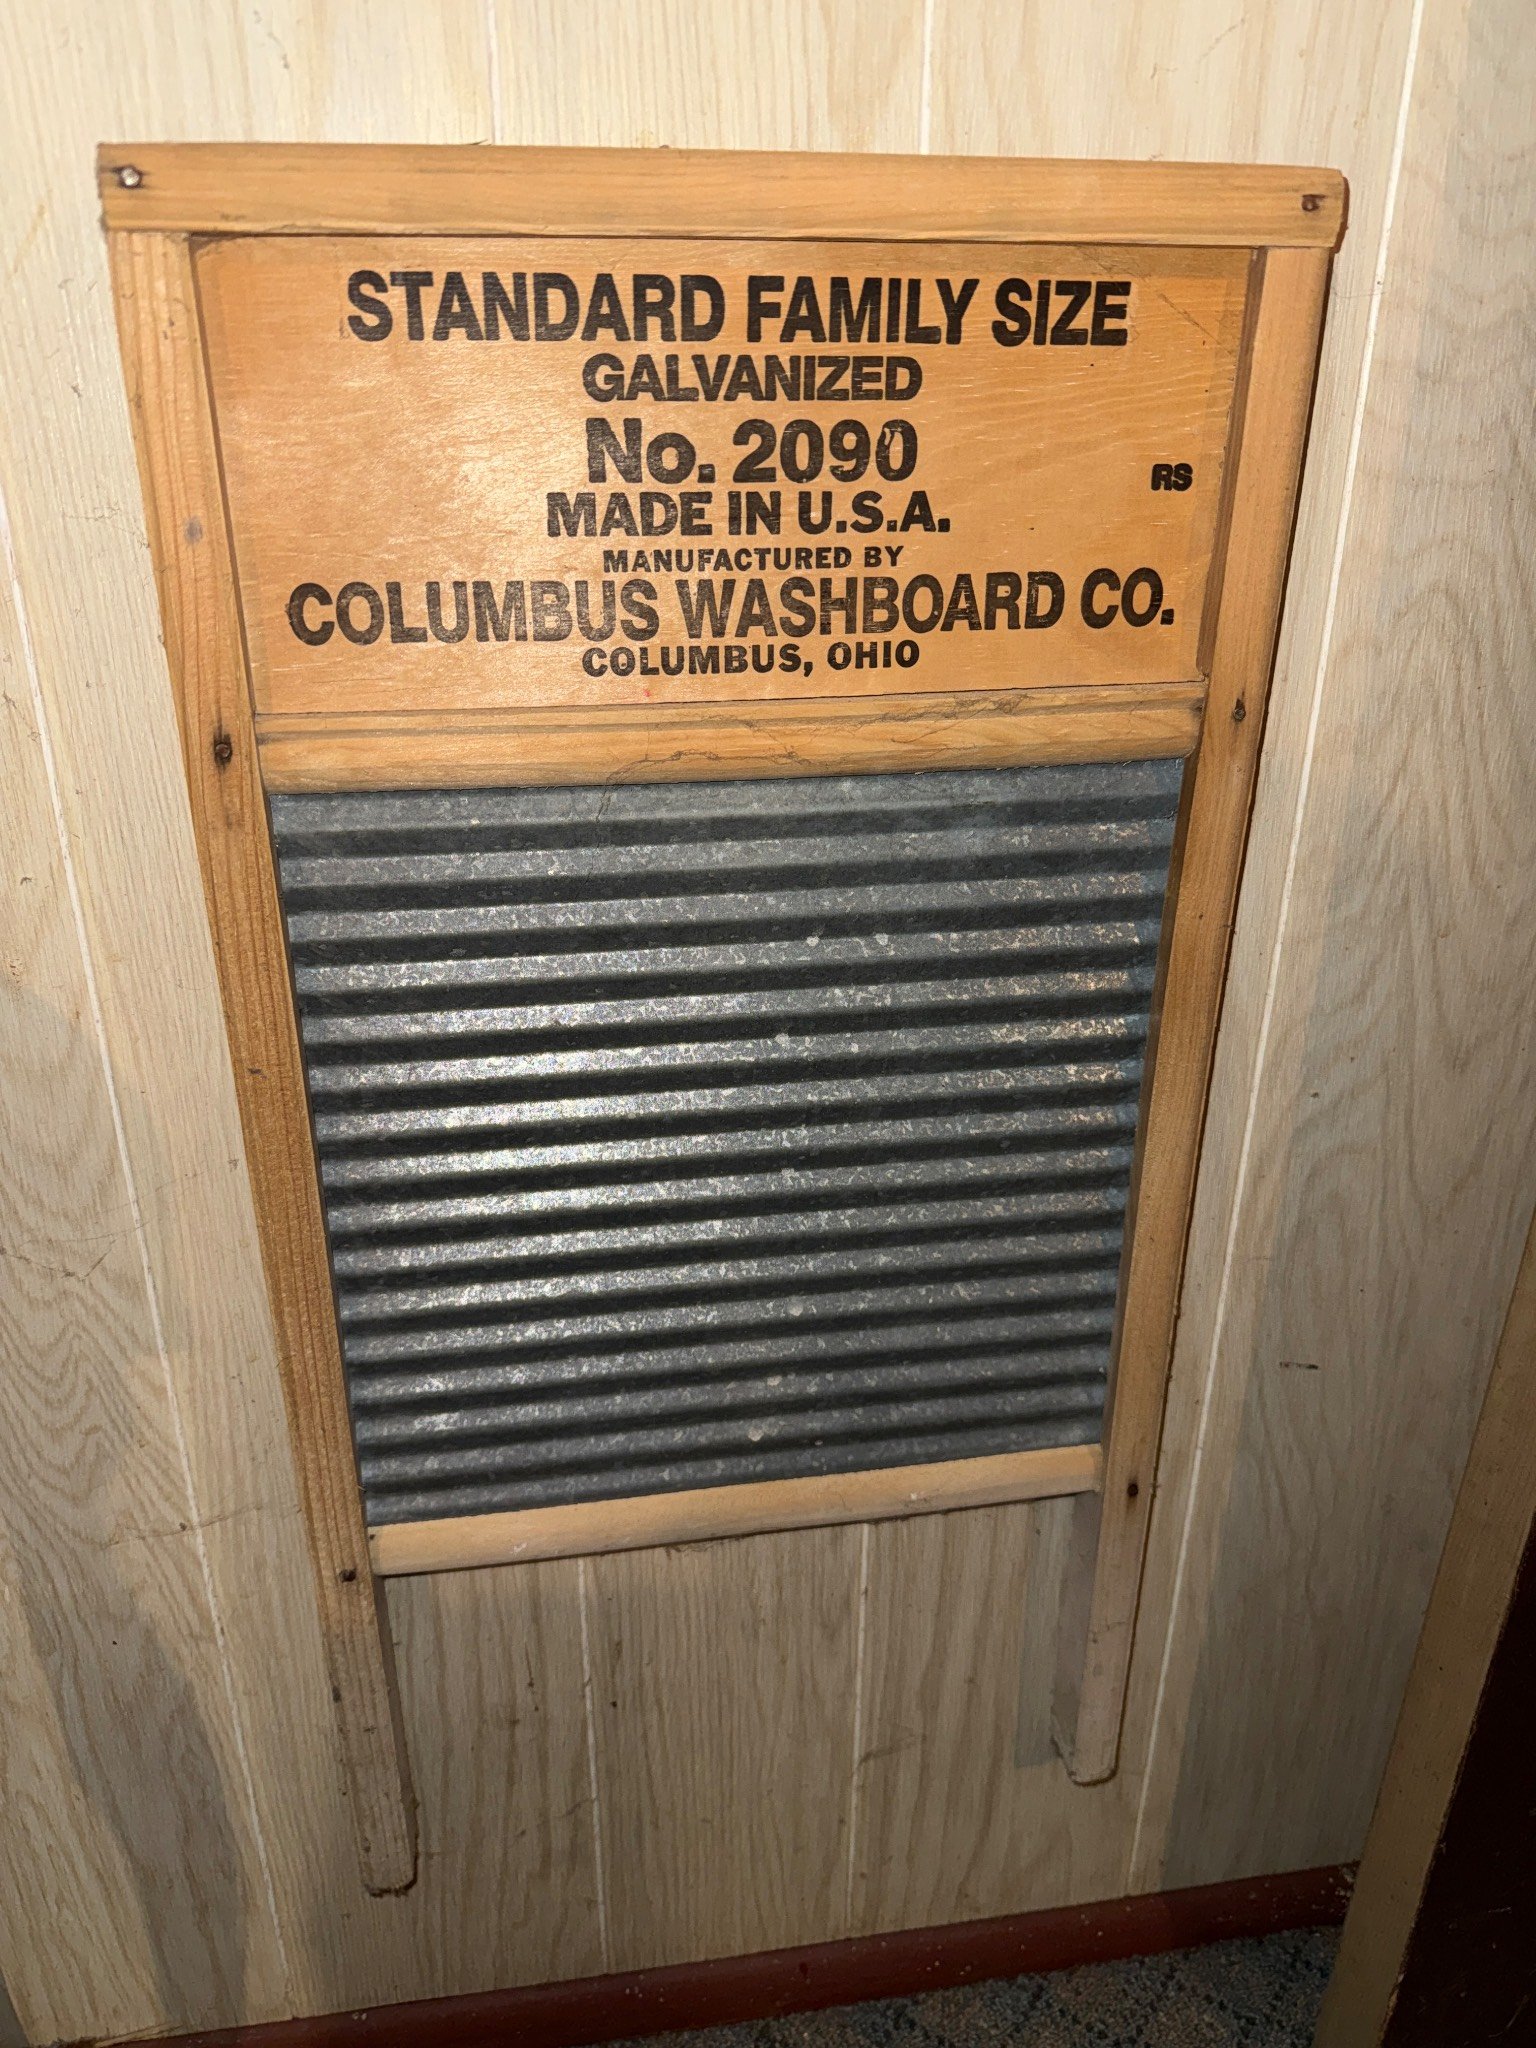 STANDARD FAMILY SIZE
GALVANIZED
No. 2090
RS
MADE IN U.S.A.
MANUFACTURED BY
COLUMBUS WASHBOARD CO.
COLUMBUS, OHIO